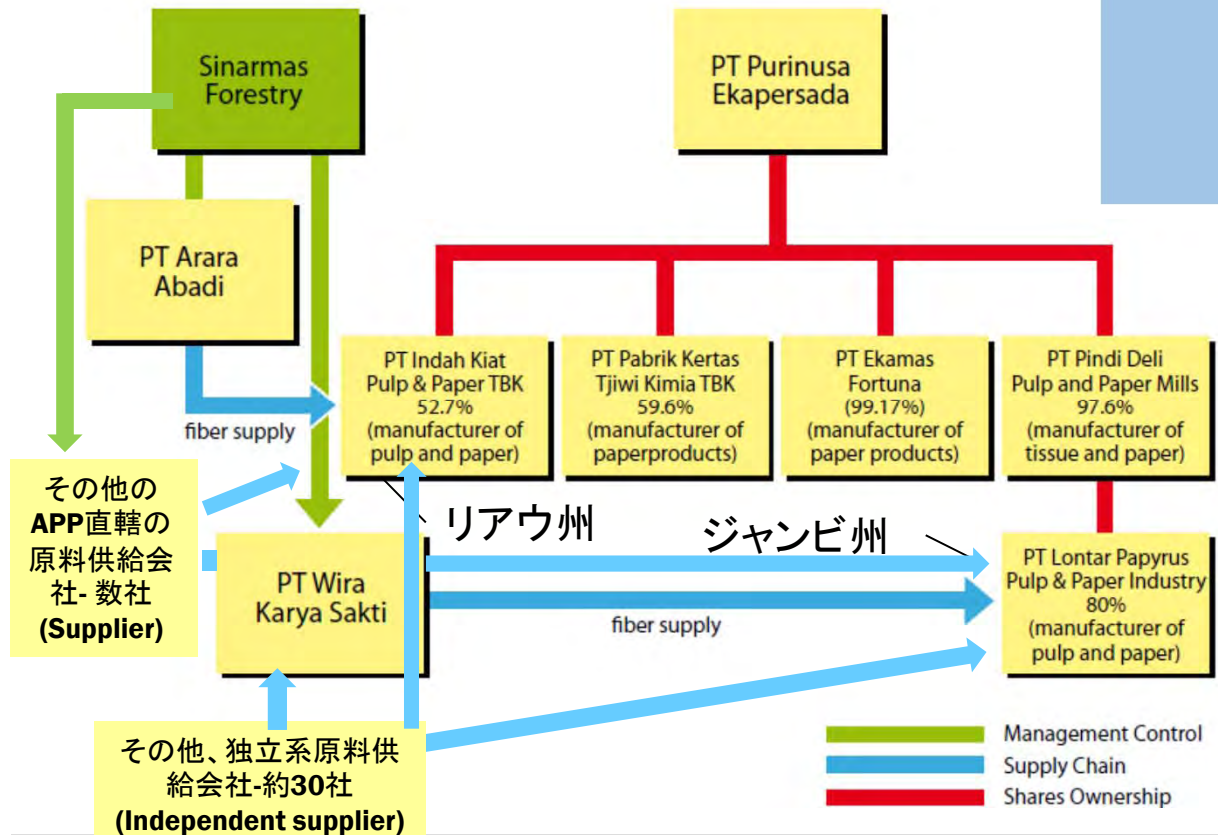 Sinarmas
Forestry
PT Purinusa
Ekapersada
PT Arara
Abadi
PT Indah Kiat
Pulp & Paper TBK
52.7%
(manufacturer of
pulp and paper)
PT Pabrik Kertas
Tjiwi Kimia TBK
59.6%
(manufacturer of
paperproducts)
PT Ekamas
Fortuna
(99.17%)
(manufacturer of
paper products)
PT Pindi Deli
Pulp and Paper Mills
97.6%
(manufacturer of
tissue and paper)
fiber supply
その他の
APP直轄の
原料供給会
社- 数社
(Supplier)
リアウ州
ジャンビ州
PT Wira
Karya Sakti
fiber supply
PT Lontar Papyrus
Pulp & Paper Industry
80%
(manufacturer of
pulp and paper)
その他、独立系原料供
給会社-約30社
(Independent supplier)
Management Control
Supply Chain
Shares Ownership